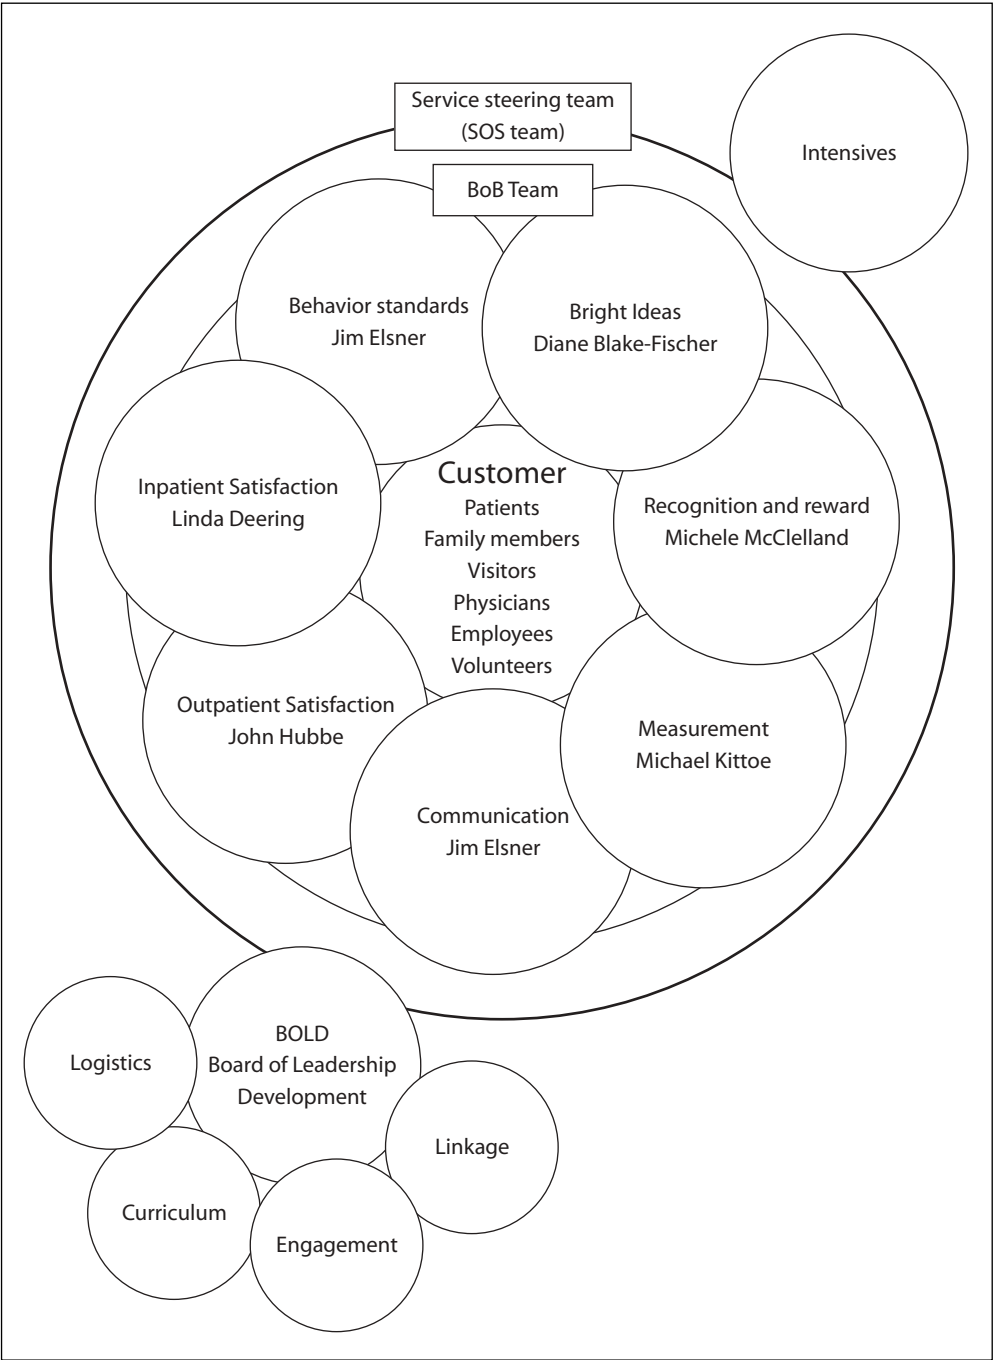 Service steering team
(SOS team)
Intensives
BoB Team
Behavior standards
Jim Elsner
Bright Ideas
Diane Blake-Fischer
Inpatient Satisfaction
Linda Deering
Customer
Patients
Family members
Visitors
Physicians
Employees
Volunteers
Recognition and reward
Michele McClelland
Outpatient Satisfaction
John Hubbe
Measurement
Michael Kittoe
Communication
Jim Elsner
BOLD
Board of Leadership
Development
Logistics
Linkage
Curriculum
Engagement